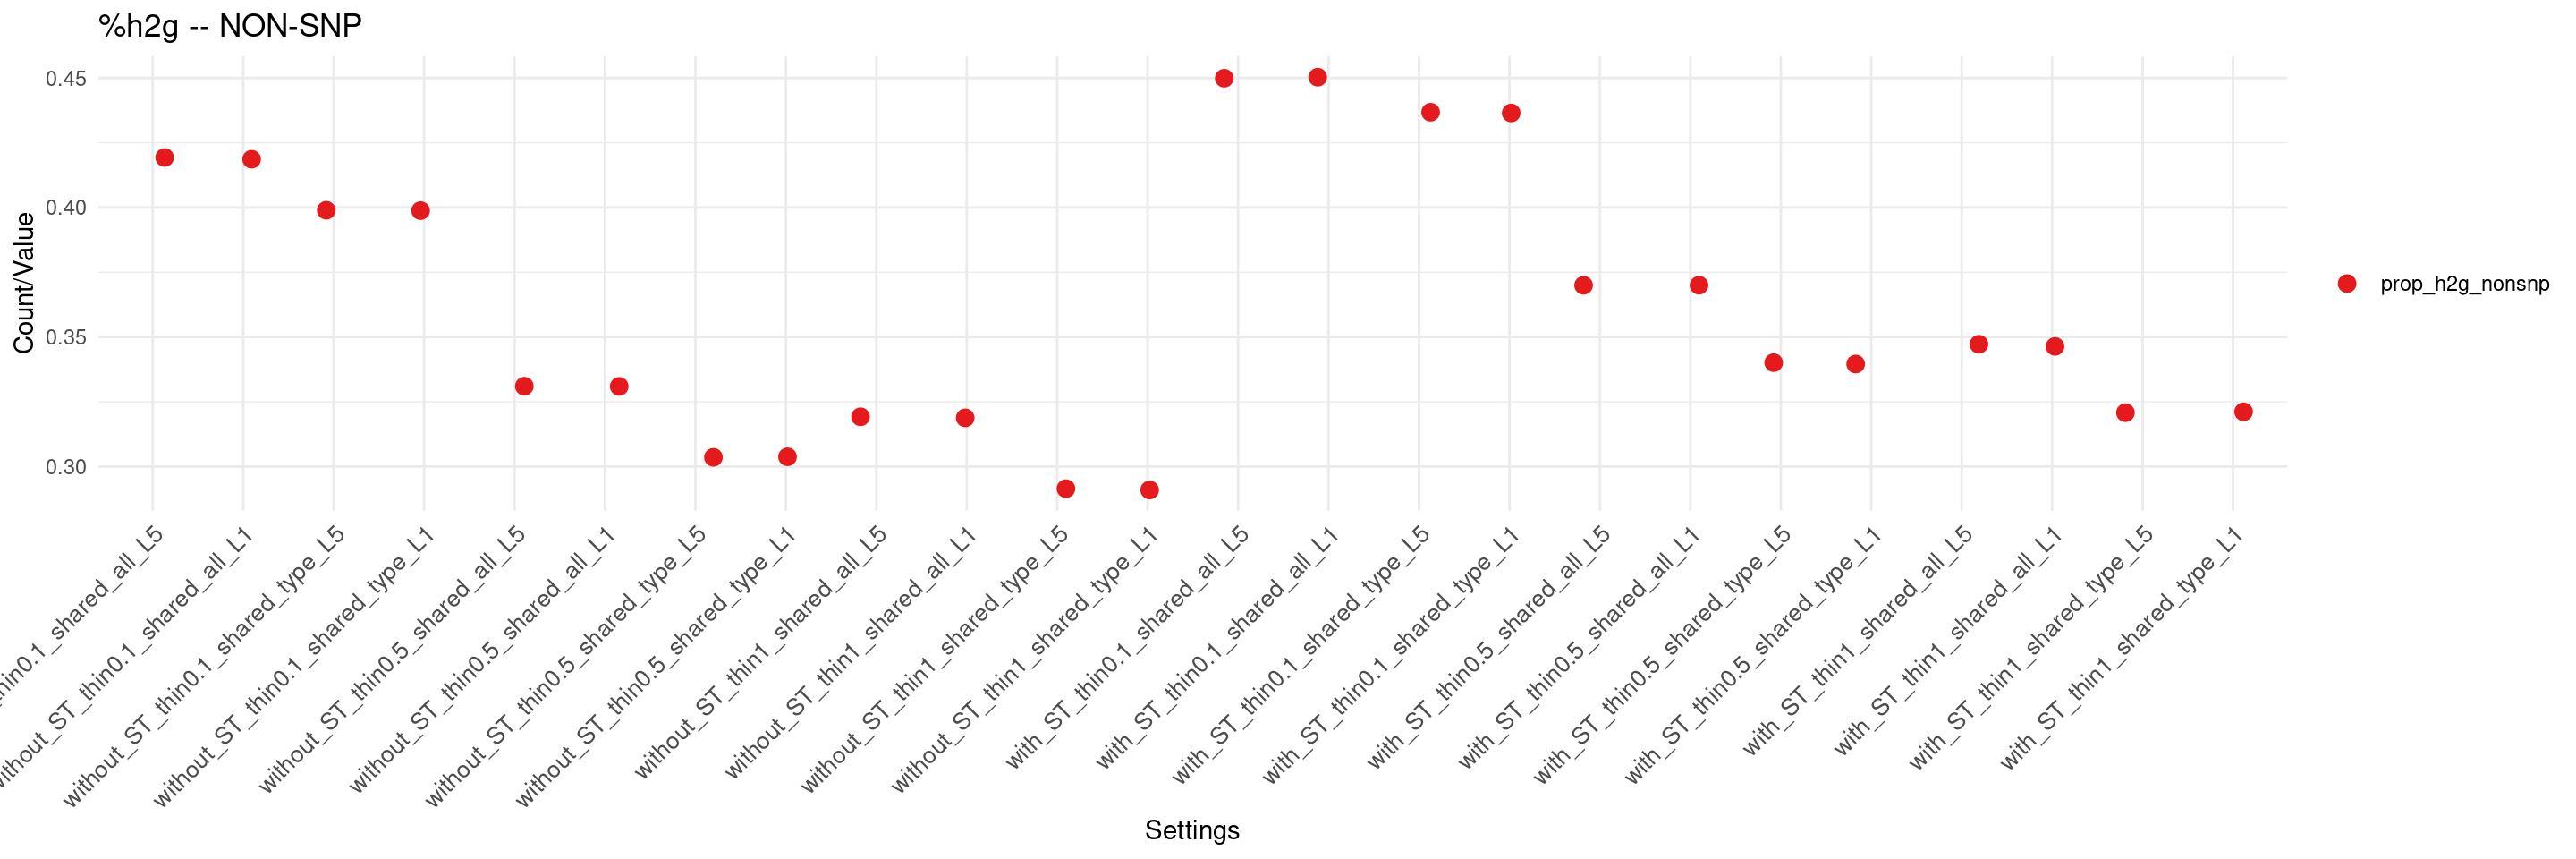 %h2g -- NON-SNP
Count/Value
0.45
0.40
0.35
0.30
thin0.1_shared_all_L5
without_ST_thin0.1_shared_all_L1
without_ST_thin0.1_shared_type_L5
without_ST_thin0.1_shared_type_L1
without_ST_thin0.5_shared_all_L5
without_ST_thin0.5_shared_all_L1
without_ST_thin0.5_shared_type_L5
without_ST_thin0.5_shared_type_L1
without_ST_thin1_shared_all_L5
without_ST_thin1_shared_all_L1
without_ST_thin1_shared_type_L5
without_ST_thin1_shared_type_L1
with_ST_thin0.1_shared_all_L5
with_ST_thin0.1_shared_all_L1
with_ST_thin0.1_shared_type_L5
with_ST_thin0.1_shared_type_L1
with_ST_thin0.5_shared_all_L5
with_ST_thin0.5_shared_all_L1
with_ST_thin0.5_shared_type_L5
with_ST_thin0.5_shared_type_L1
with_ST_thin1_shared_all_L5
with_ST_thin1_shared_all_L1
with_ST_thin1_shared_type_L5
with_ST_thin1_shared_type_L1
Settings
prop_h2g_nonsnp